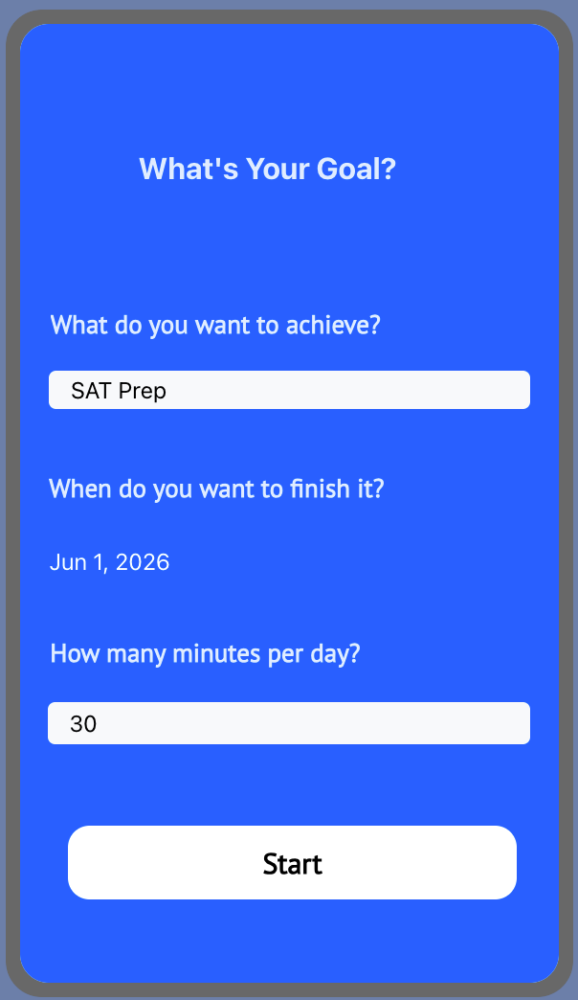 What's Your Goal?
What do you want to achieve?
SAT Prep
When do you want to finish it?
Jun 1, 2026
How many minutes per day?
30
Start